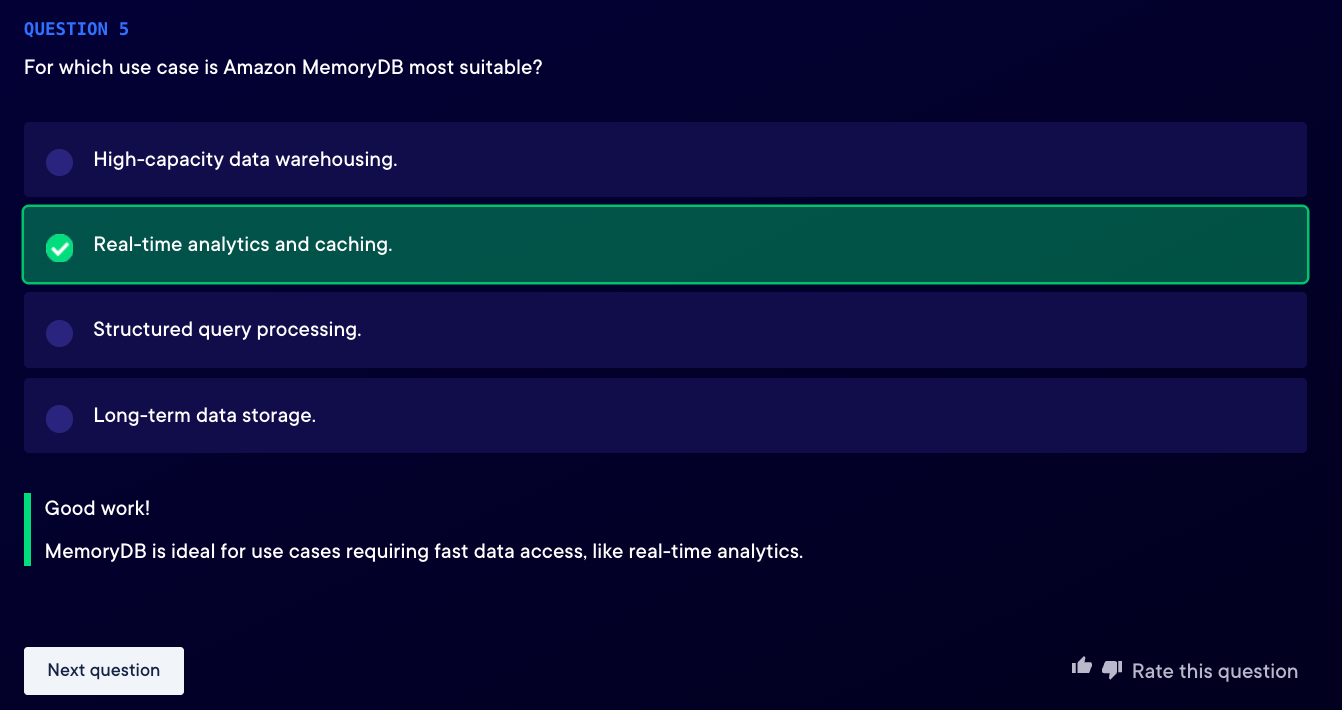 QUESTION 5
For which use case is Amazon MemoryDB most suitable?
High-capacity data warehousing.
Real-time analytics and caching.
Structured query processing.
Long-term data storage.
Good work!
MemoryDB is ideal for use cases requiring fast data access, like real-time analytics.
Next question
Rate this question